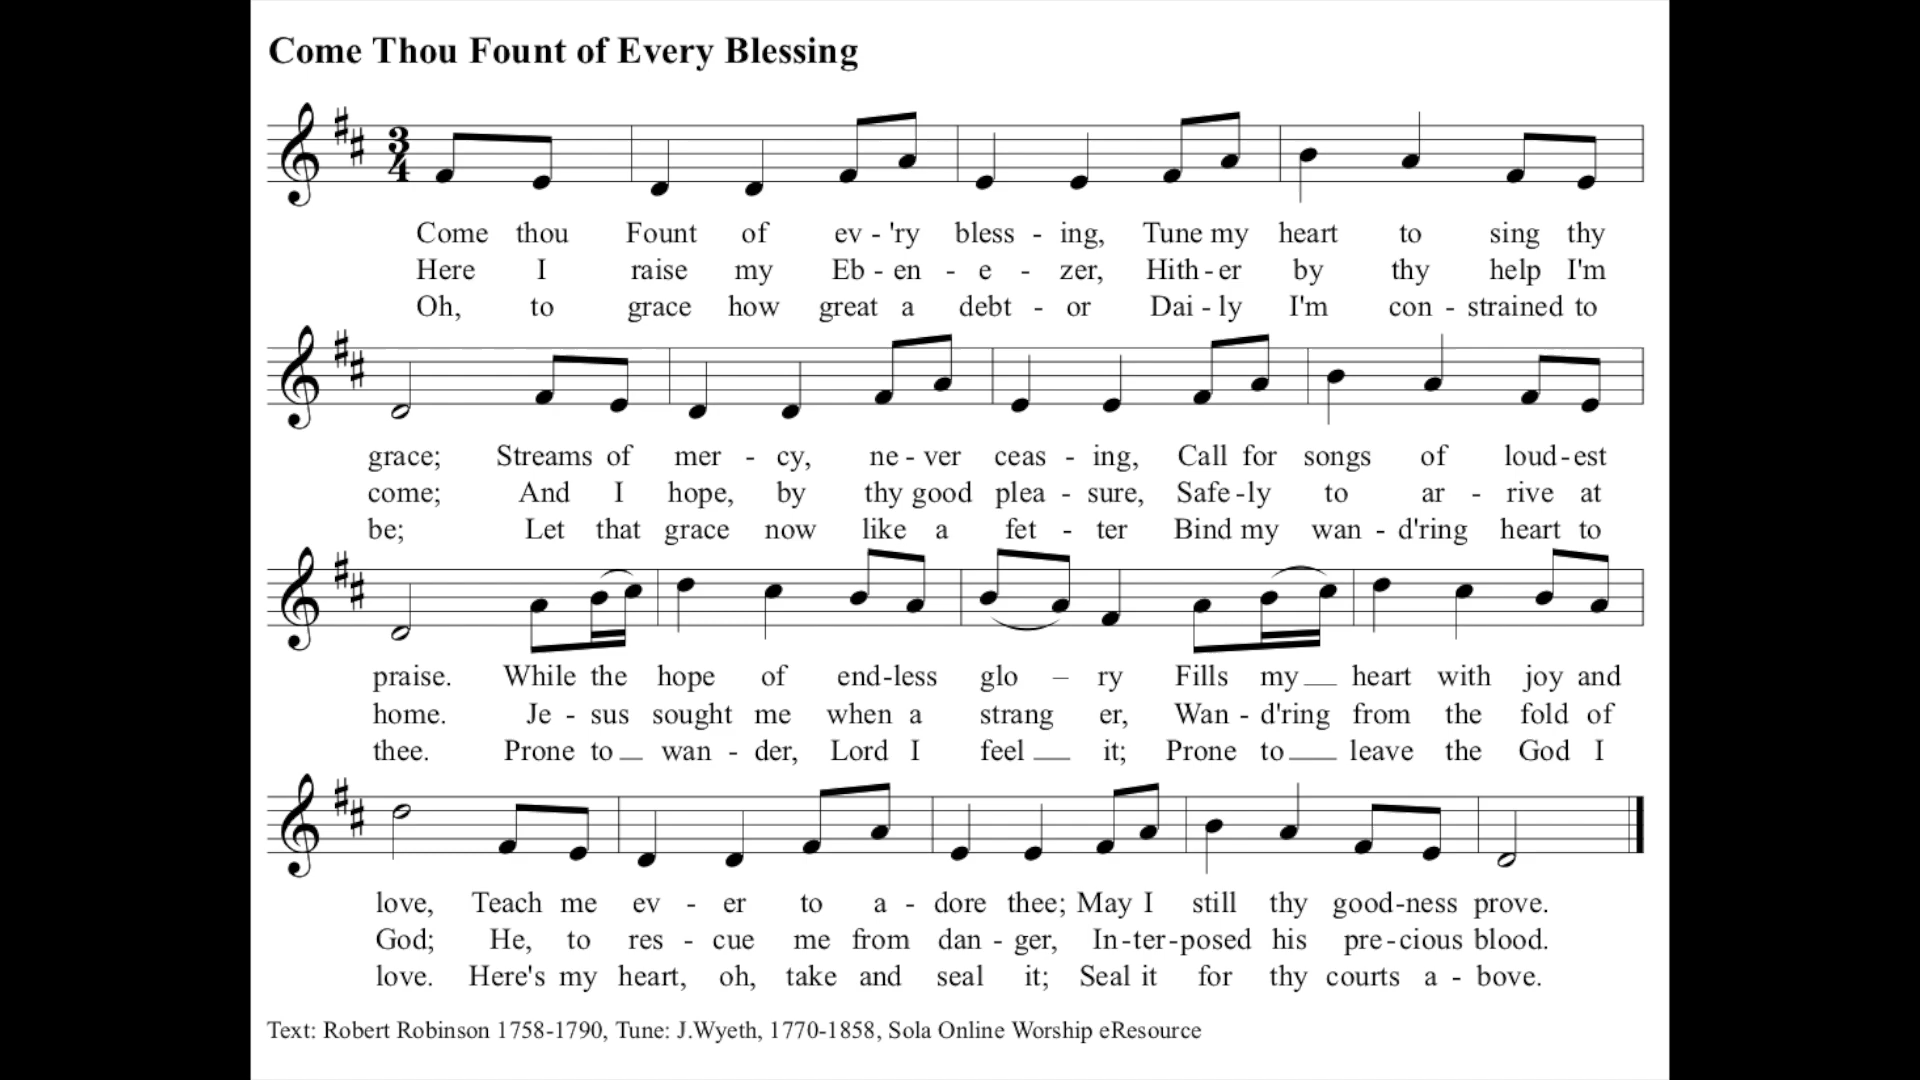 Come Thou Fount of Every Blessing
3
4
Come thou Fount of ev - 'ry bless - ing, Tune my heart to sing thy
Here I raise my Eb - en - e - zer, Hith - er by thy help I'm
Oh, to grace how great a debt - or Dai - ly I'm con - strained to
grace; Streams of mer - cy, ne - ver ceas - ing, Call for songs of loud - est
come; And I hope, by thy good plea - sure, Safe - ly to ar - rive at
be; Let that grace now like a fet - ter Bind my wan - d'ring heart to
praise. While the hope of end - less glo – ry Fills my __ heart with joy and
home. Je - sus sought me when a strang er, Wan - d'ring from the fold of
thee. Prone to __ wan - der, Lord I feel __ it; Prone to __ leave the God I
love, Teach me ev - er to a - dore thee; May I still thy good - ness prove.
God; He, to res - cue me from dan - ger, In - ter - posed his pre - cious blood.
love. Here's my heart, oh, take and seal it; Seal it for thy courts a - bove.
Text: Robert Robinson 1758-1790, Tune: J.Wyeth, 1770-1858, Sola Online Worship eResource